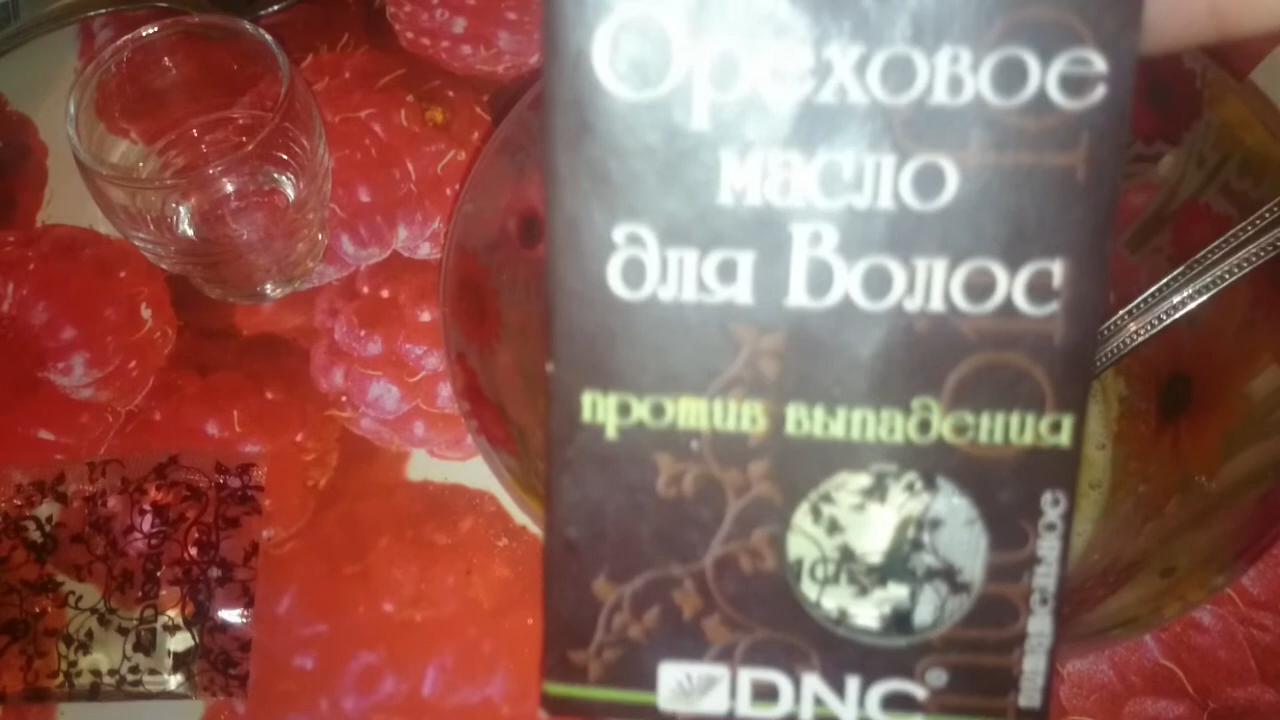 Ореховое
масло
для Волос
против выпадения
DNC®